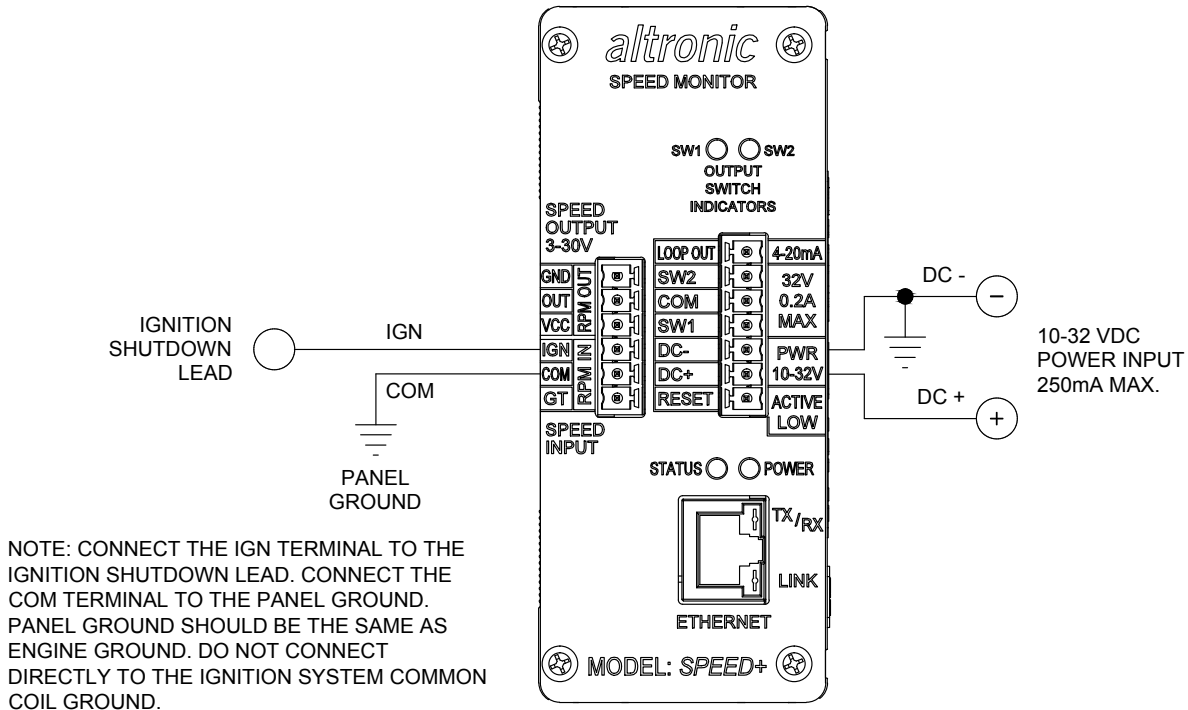 altronic
SPEED MONITOR
SW1
SW2
OUTPUT
SWITCH
INDICATORS
SPEED
OUTPUT
3-30V
GND
OUT
VCC
RPM OUT
IGN
COM
GT
RPM IN
SPEED
INPUT
LOOP OUT
SW2
COM
SW1
DC-
DC+
RESET
4-20mA
32V
0.2A
MAX
PWR
10-32V
ACTIVE
LOW
STATUS
POWER
TX/RX
LINK
ETHERNET
MODEL: SPEED+
IGNITION
SHUTDOWN
LEAD
IGN
COM
PANEL
GROUND
DC -
−
DC +
+
10-32 VDC
POWER INPUT
250mA MAX.
NOTE: CONNECT THE IGN TERMINAL TO THE
IGNITION SHUTDOWN LEAD. CONNECT THE
COM TERMINAL TO THE PANEL GROUND.
PANEL GROUND SHOULD BE THE SAME AS
ENGINE GROUND. DO NOT CONNECT
DIRECTLY TO THE IGNITION SYSTEM COMMON
COIL GROUND.